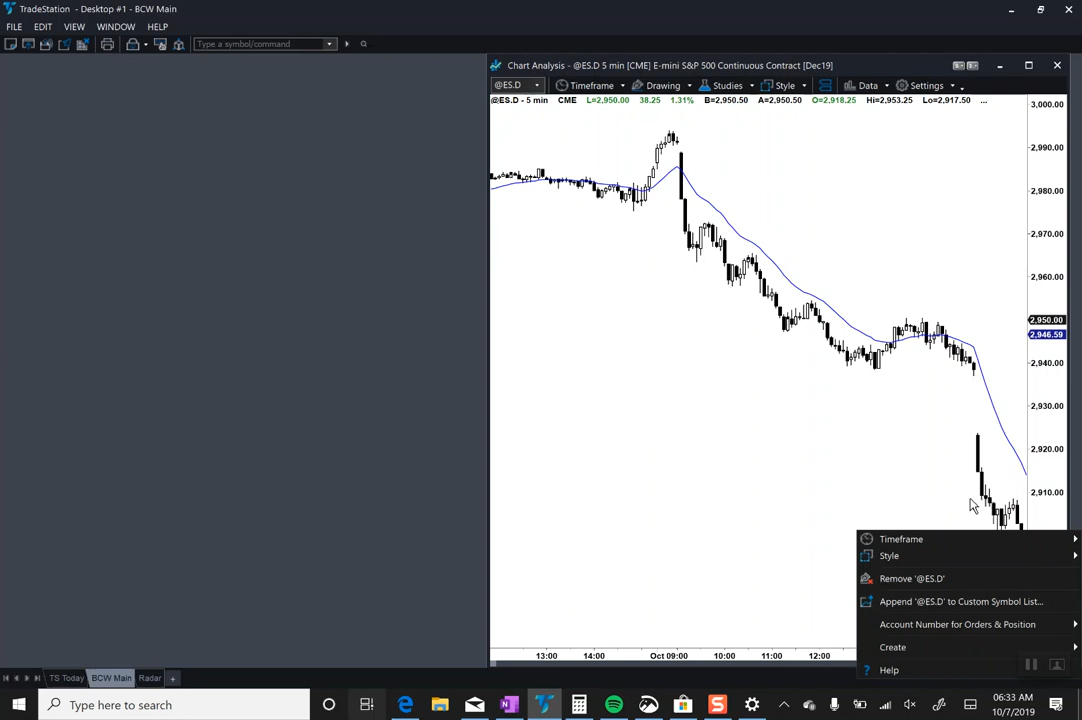 TradeStation - Desktop #1 - BCW Main
FILE EDIT VIEW WINDOW HELP
Type a symbol/command
Chart Analysis - @ES.D 5 min [CME] E-mini S&P 500 Continuous Contract [Dec19]
@ES.D Timeframe Drawing Studies Style Data Settings
@ES.D - 5 min CME L=2,950.00 38.25 1.31% B=2,950.50 A=2,950.50 O=2,918.25 Hi=2,953.25 Lo=2,917.50 ...
3,000.00
2,990.00
2,980.00
2,970.00
2,960.00
2,950.00
2,946.59
2,940.00
2,930.00
2,920.00
2,910.00
Timeframe
Style
Remove '@ES.D'
Append '@ES.D' to Custom Symbol List...
Account Number for Orders & Position
Create
Help
13:00 14:00 Oct 09:00 10:00 11:00 12:00
TS Today BCW Main Radar +
Type here to search
06:33 AM
10/7/2019